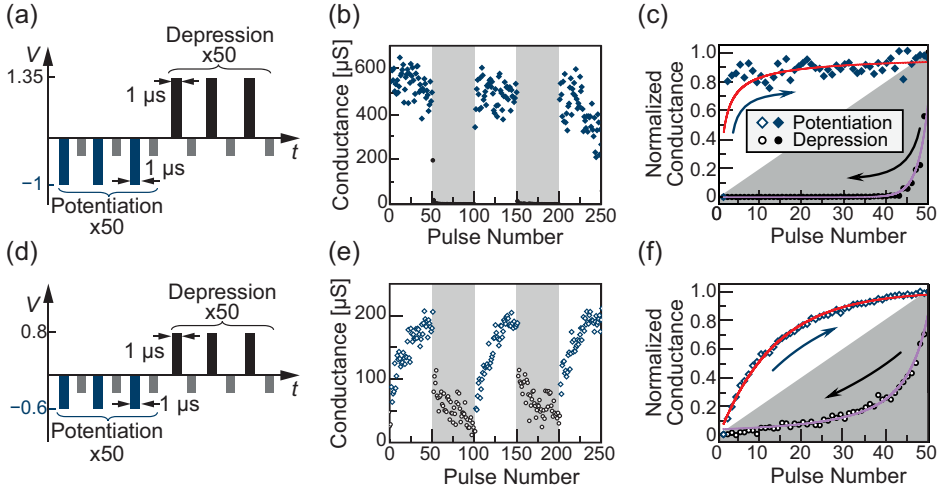 (a)
V
Depression
x50
1.35
1 µs
t
1 µs
−1
Potentiation
x50
(b)
Conductance [µS]
600
400
200
0
0 50 100 150 200 250
Pulse Number
(c)
Normalized
Conductance
1.0
0.8
0.6
0.4
0.2
0
Potentiation
Depression
0 10 20 30 40 50
Pulse Number
(d)
V
Depression
x50
0.8
1 µs
t
1 µs
−0.6
Potentiation
x50
(e)
Conductance [µS]
200
100
0
0 50 100 150 200 250
Pulse Number
(f)
Normalized
Conductance
1.0
0.8
0.6
0.4
0.2
0
0 10 20 30 40 50
Pulse Number